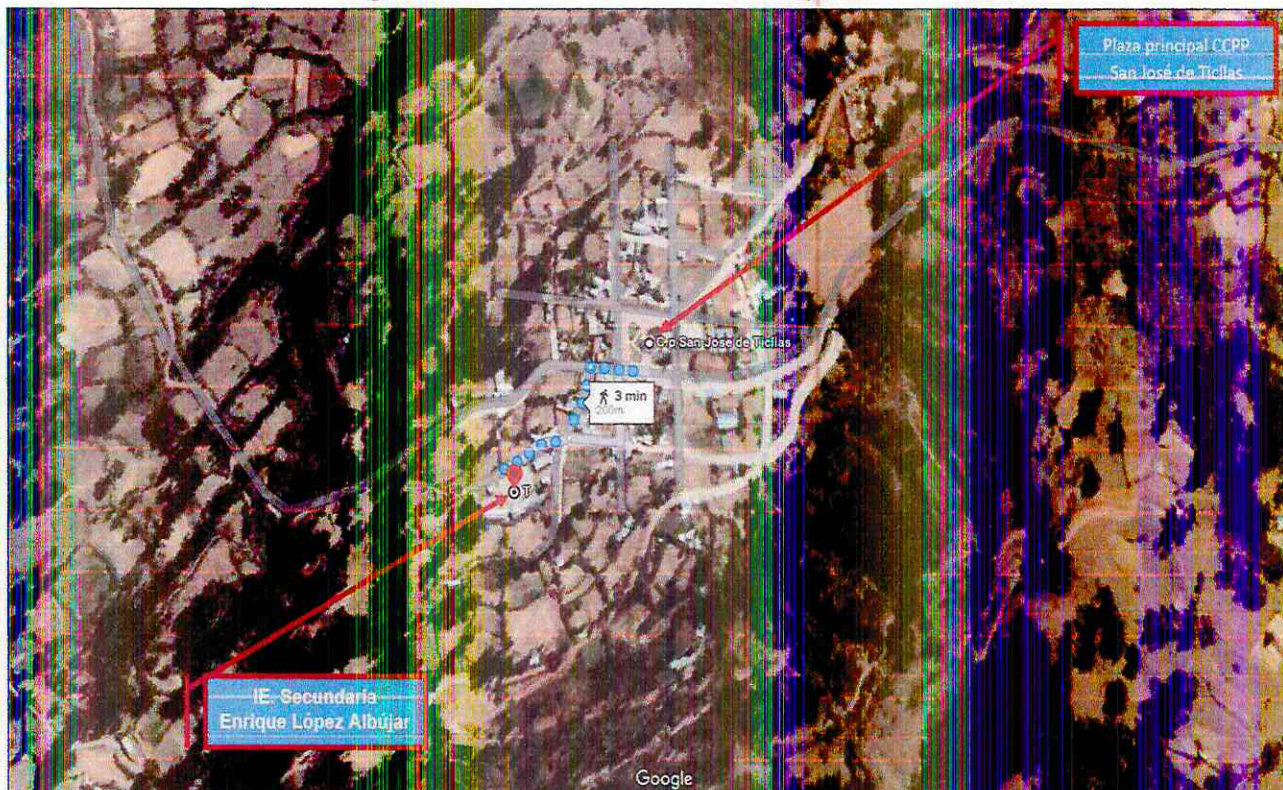 Plaza principal CCPP
San José de Ticllas
C.p San Jose de Ticllas
3 min
200m
T
IE. Secundaria
Enrique López Albújar
Google